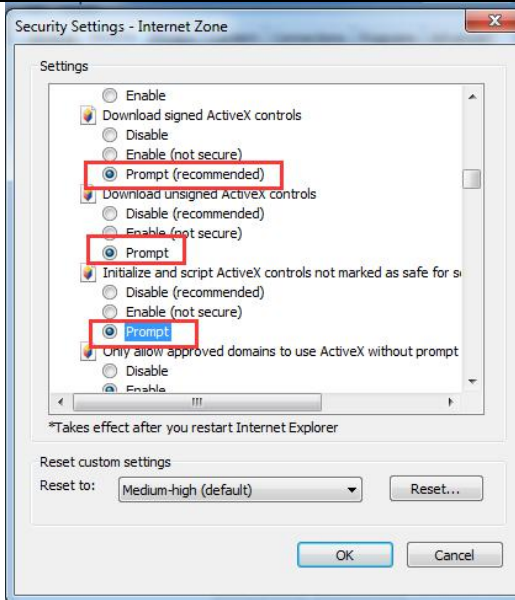 Security Settings - Internet Zone
Settings
Enable
Download signed ActiveX controls
Disable
Enable (not secure)
Prompt (recommended)
Download unsigned ActiveX controls
Disable (recommended)
Enable (not secure)
Prompt
Initialize and script ActiveX controls not marked as safe for s
Disable (recommended)
Enable (not secure)
Prompt
Only allow approved domains to use ActiveX without prompt
Disable
Enable
*Takes effect after you restart Internet Explorer
Reset custom settings
Reset to:
Medium-high (default)
Reset...
OK
Cancel